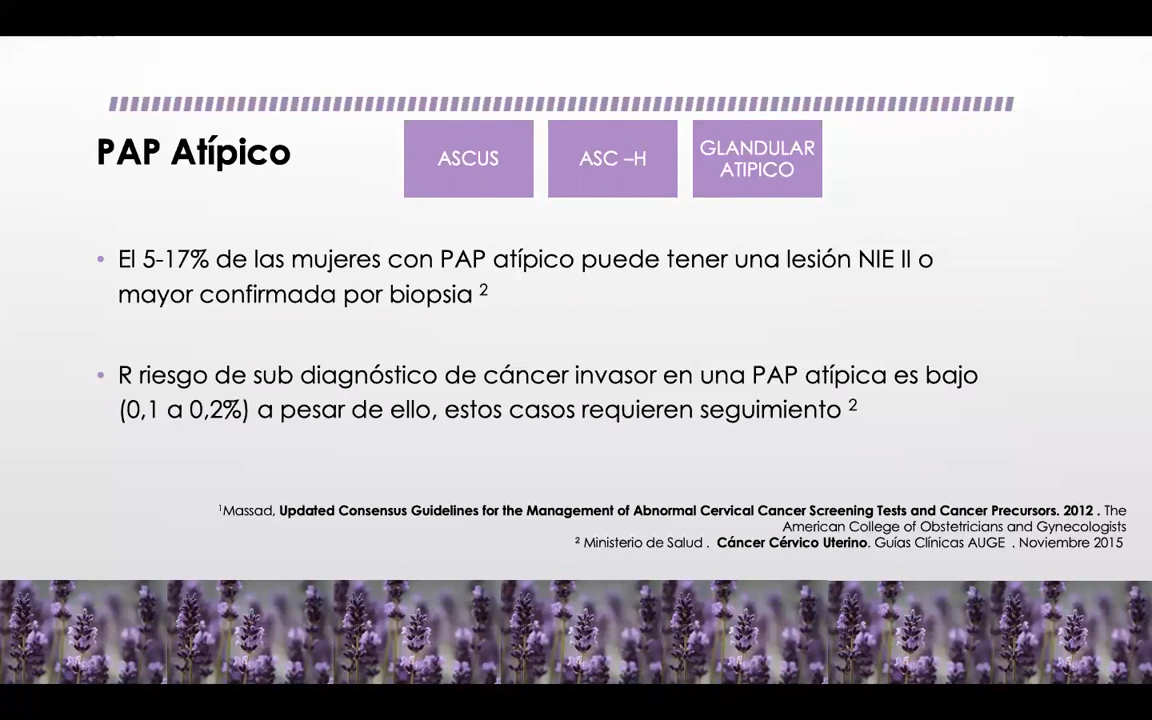 PAP Atípico
ASCUS
ASC –H
GLANDULAR
ATIPICO
• El 5-17% de las mujeres con PAP atípico puede tener una lesión NIE II o
mayor confirmada por biopsia ²
• R riesgo de sub diagnóstico de cáncer invasor en una PAP atípica es bajo
(0,1 a 0,2%) a pesar de ello, estos casos requieren seguimiento ²
¹Massad, Updated Consensus Guidelines for the Management of Abnormal Cervical Cancer Screening Tests and Cancer Precursors. 2012 . The
American College of Obstetricians and Gynecologists
² Ministerio de Salud . Cáncer Cérvico Uterino. Guías Clínicas AUGE . Noviembre 2015